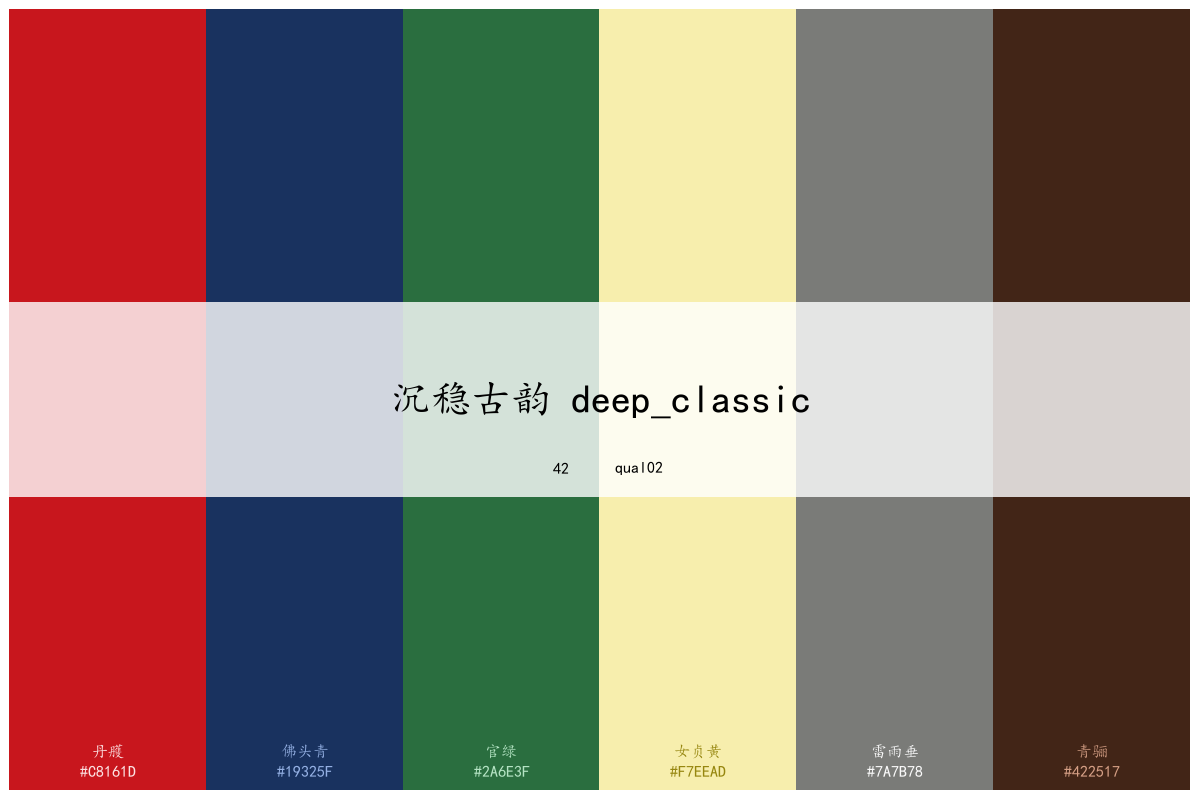 沉稳古韵 deep_classic
42 qual02
丹雘 佛头青 官绿 女贞黄 雷雨垂 青骊
#C8161D #19325F #2A6E3F #F7EEAD #7A7B78 #422517